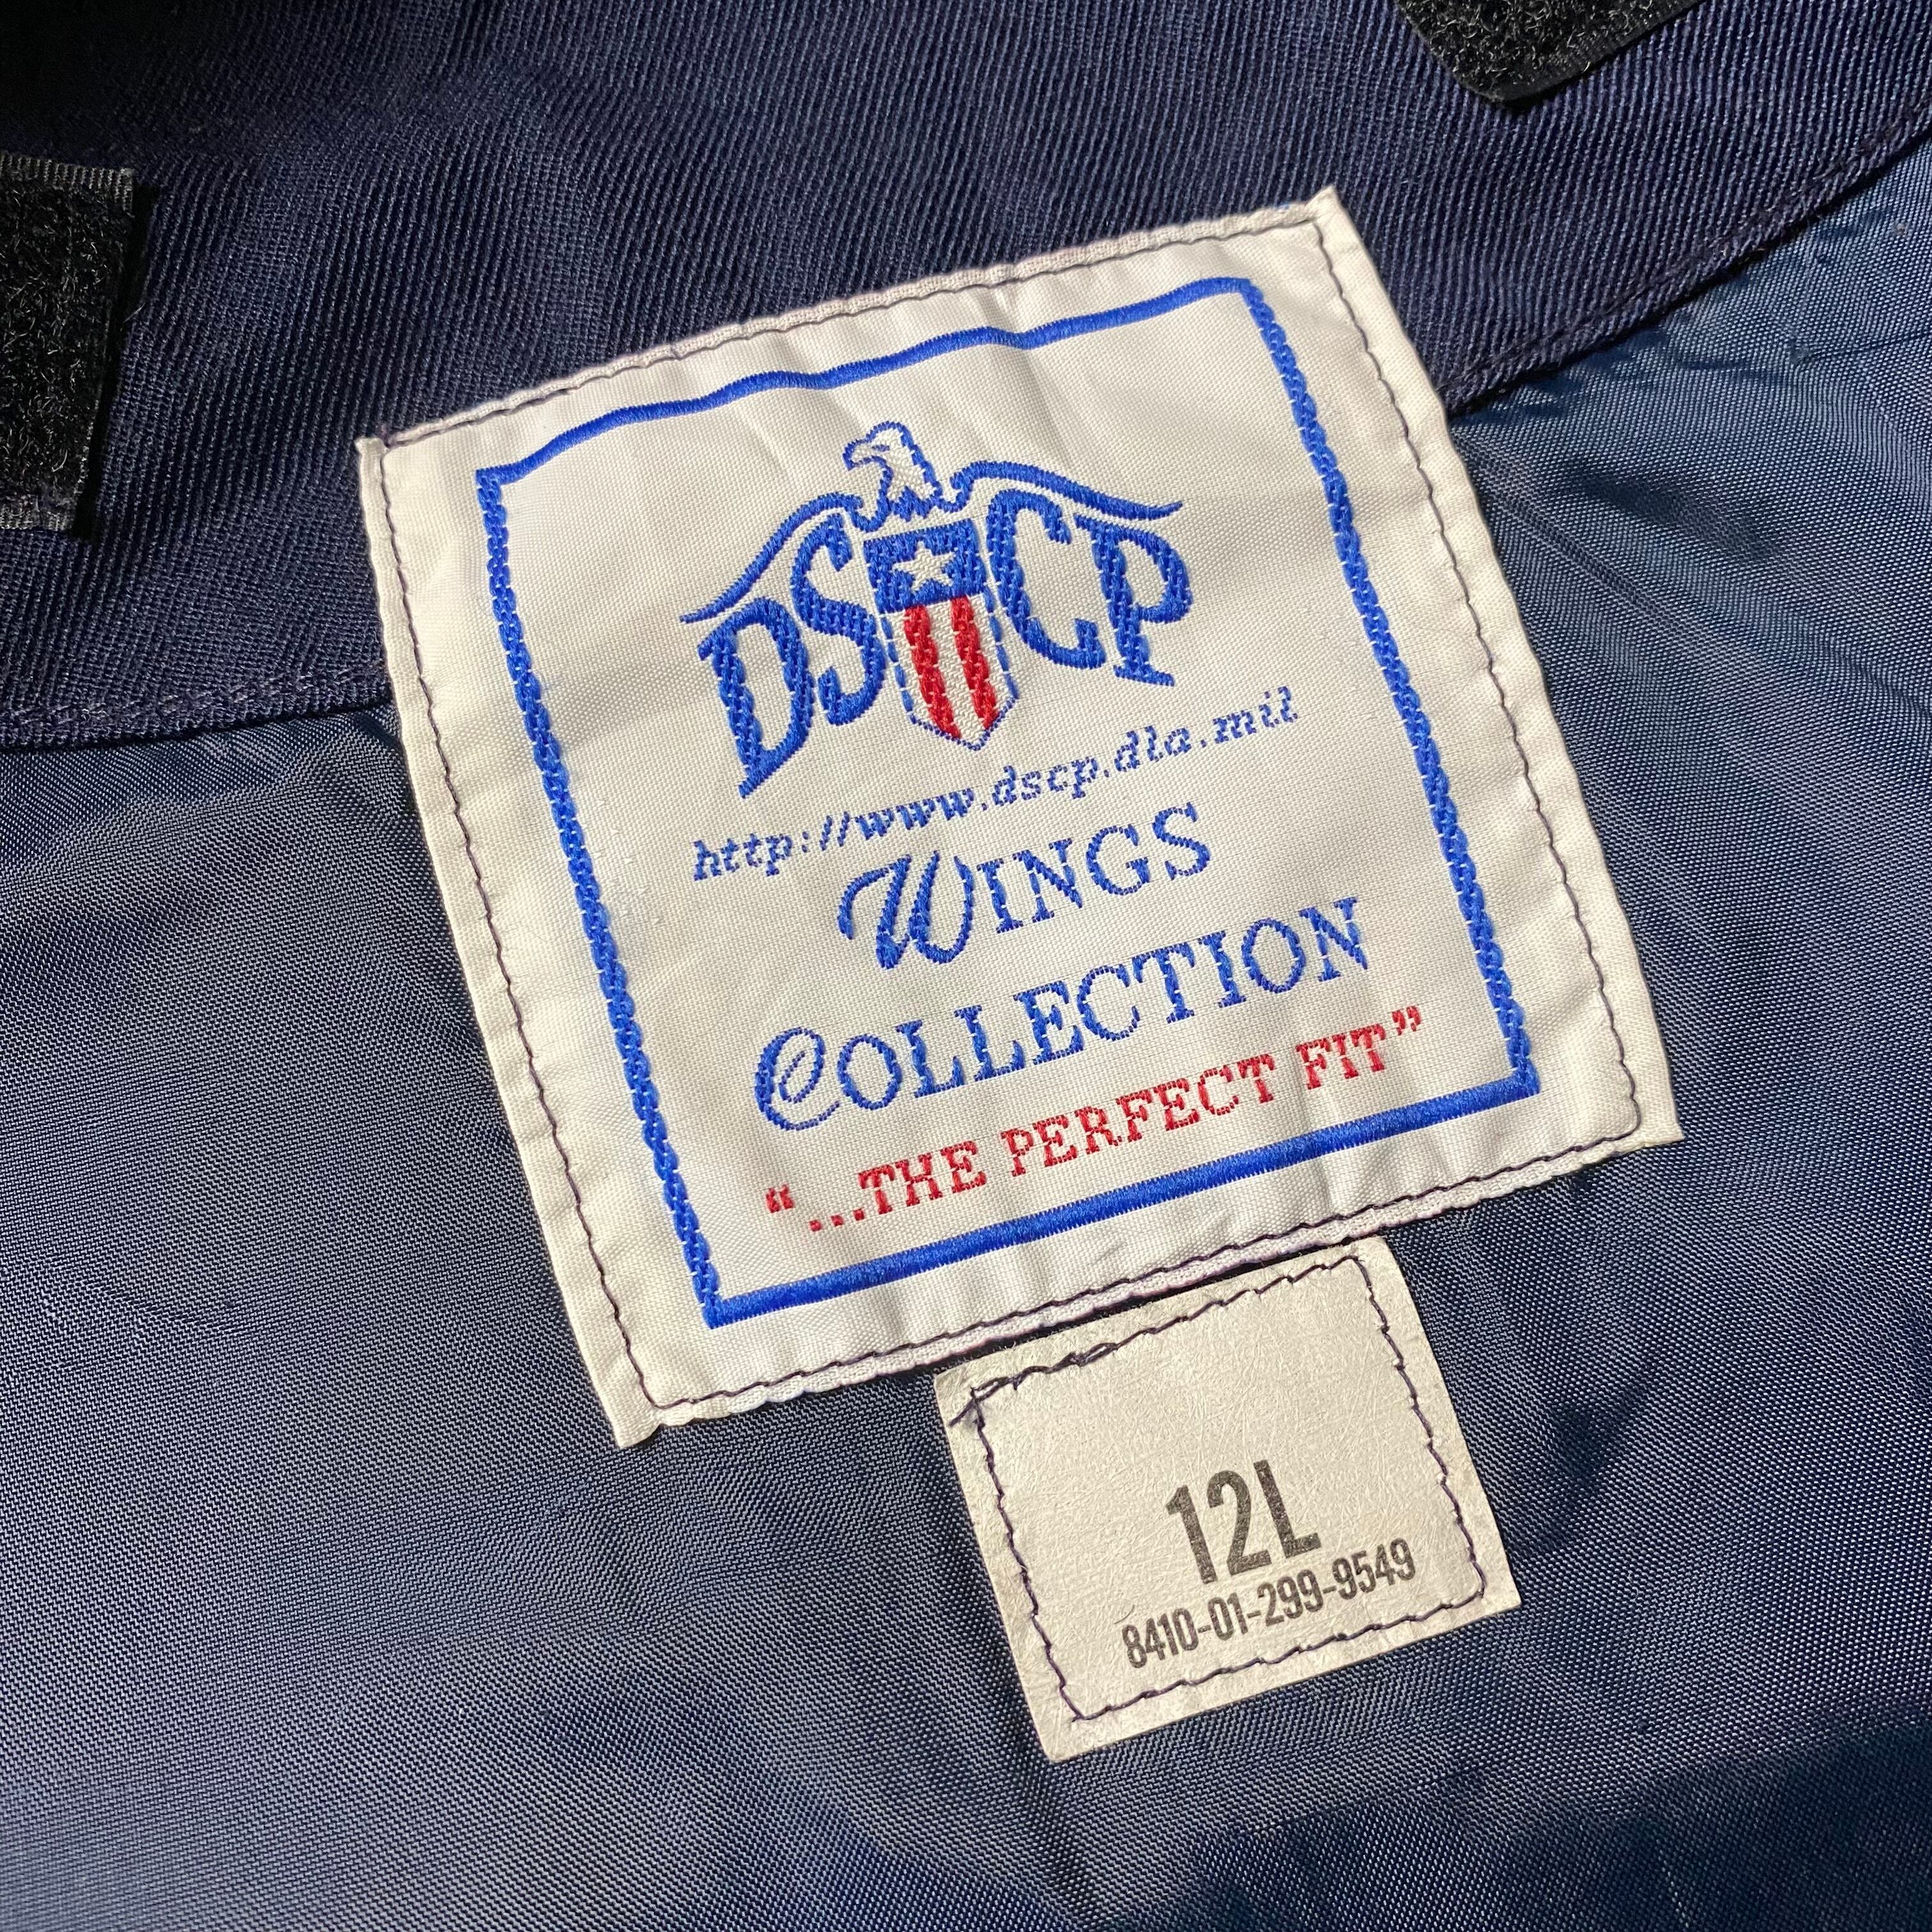 DSCP
http://www.dscp.dla.mil
WINGS
COLLECTION
“...THE PERFECT FIT”
12L
8410-01-299-9549